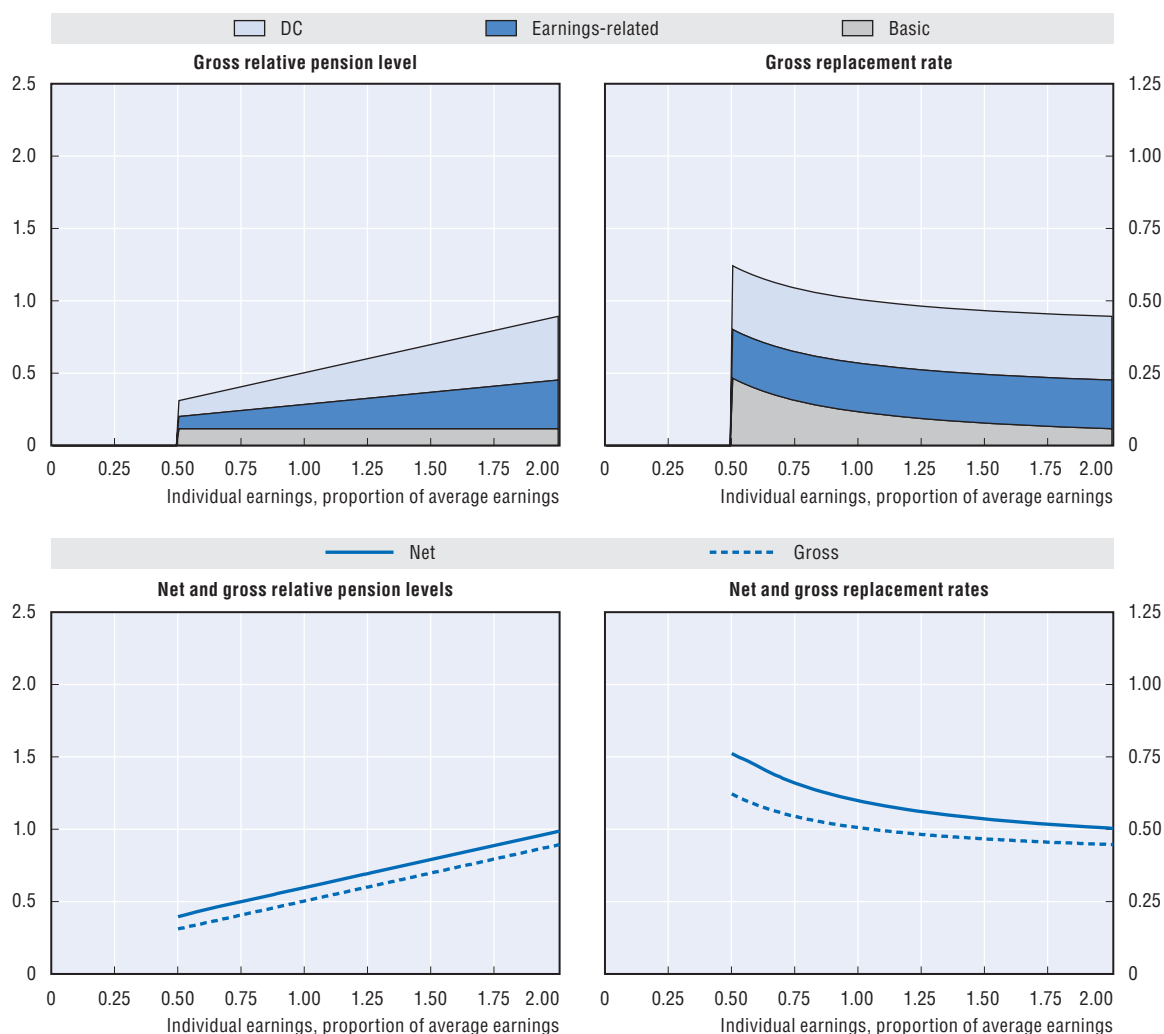 DC Earnings-related Basic
Gross relative pension level
2.5
2.0
1.5
1.0
0.5
0
0 0.25 0.50 0.75 1.00 1.25 1.50 1.75 2.00
Individual earnings, proportion of average earnings
Gross replacement rate
1.25
1.00
0.75
0.50
0.25
0
0 0.25 0.50 0.75 1.00 1.25 1.50 1.75 2.00
Individual earnings, proportion of average earnings
Net Gross
Net and gross relative pension levels
2.5
2.0
1.5
1.0
0.5
0
0 0.25 0.50 0.75 1.00 1.25 1.50 1.75 2.00
Individual earnings, proportion of average earnings
Net and gross replacement rates
1.25
1.00
0.75
0.50
0.25
0
0 0.25 0.50 0.75 1.00 1.25 1.50 1.75 2.00
Individual earnings, proportion of average earnings